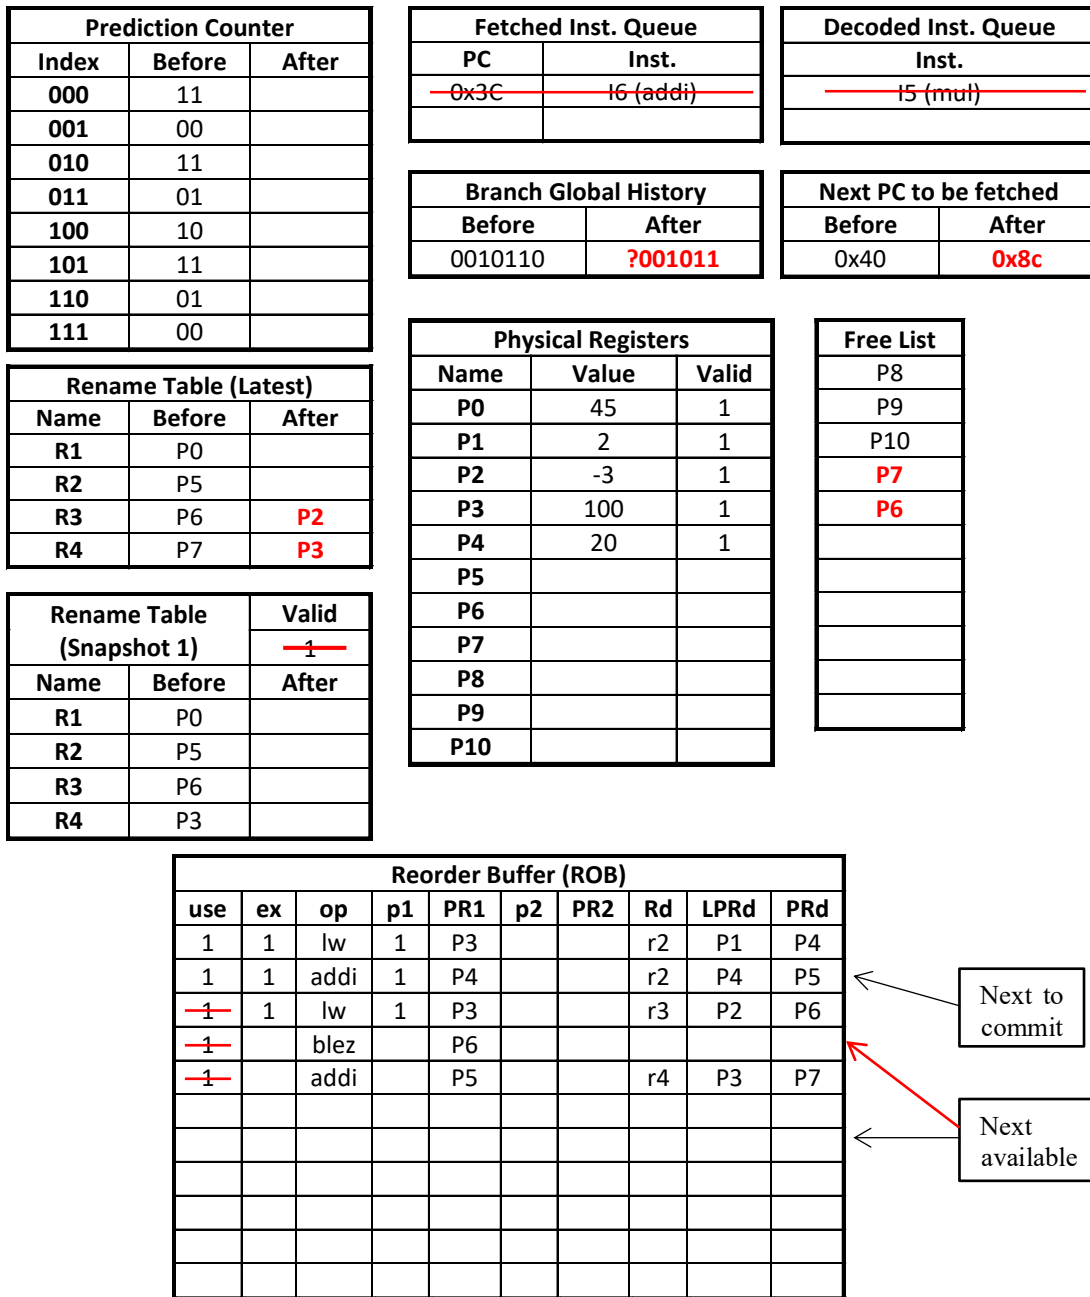 Prediction Counter
Index Before After
000 11
001 00
010 11
011 01
100 10
101 11
110 01
111 00
Fetched Inst. Queue
PC Inst.
0x3C I6 (addi)
Decoded Inst. Queue
Inst.
I5 (mul)
Branch Global History
Before After
0010110 ?001011
Next PC to be fetched
Before After
0x40 0x8c
Rename Table (Latest)
Name Before After
R1 P0
R2 P5
R3 P6 P2
R4 P7 P3
Physical Registers
Name Value Valid
P0 45 1
P1 2 1
P2 -3 1
P3 100 1
P4 20 1
P5
P6
P7
P8
P9
P10
Free List
P8
P9
P10
P7
P6
Rename Table Valid
(Snapshot 1) 1
Name Before After
R1 P0
R2 P5
R3 P6
R4 P3
Reorder Buffer (ROB)
use ex op p1 PR1 p2 PR2 Rd LPRd PRd
1 1 lw 1 P3 r2 P1 P4
1 1 addi 1 P4 r2 P4 P5
1 1 lw 1 P3 r3 P2 P6
1 blez P6
1 addi P5 r4 P3 P7
Next to
commit
Next
available